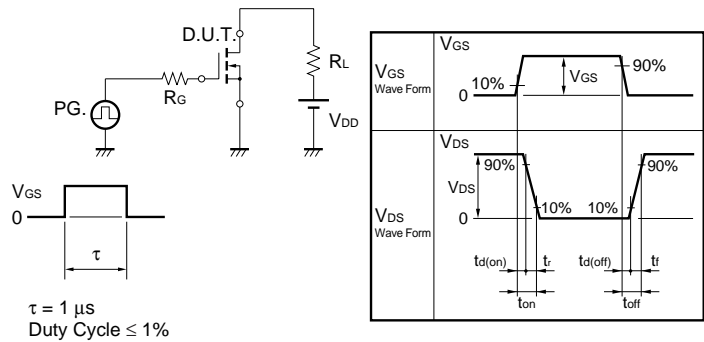 D.U.T.
RL
RG
PG.
VDD
VGS
0
τ
τ = 1 μs
Duty Cycle ≤ 1%
VGS
Wave Form
VGS
10%
VGS
90%
0
VDS
Wave Form
VDS
90%
90%
VDS
10%
10%
0
td(on)
tr
td(off)
tf
ton
toff